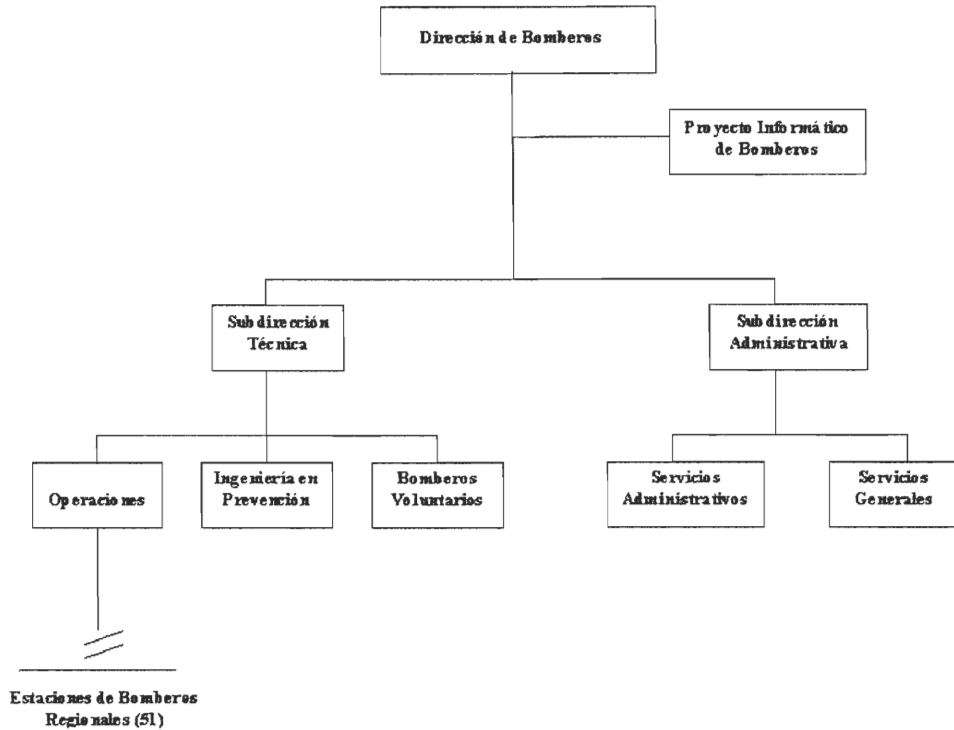 Dirección de Bomberos
Proyecto Informático
de Bomberos
Subdirección
Técnica
Subdirección
Administrativa
Operaciones
Ingeniería en
Prevención
Bomberos
Voluntarios
Servicios
Administrativos
Servicios
Generales
Estaciones de Bomberos
Regionales (51)